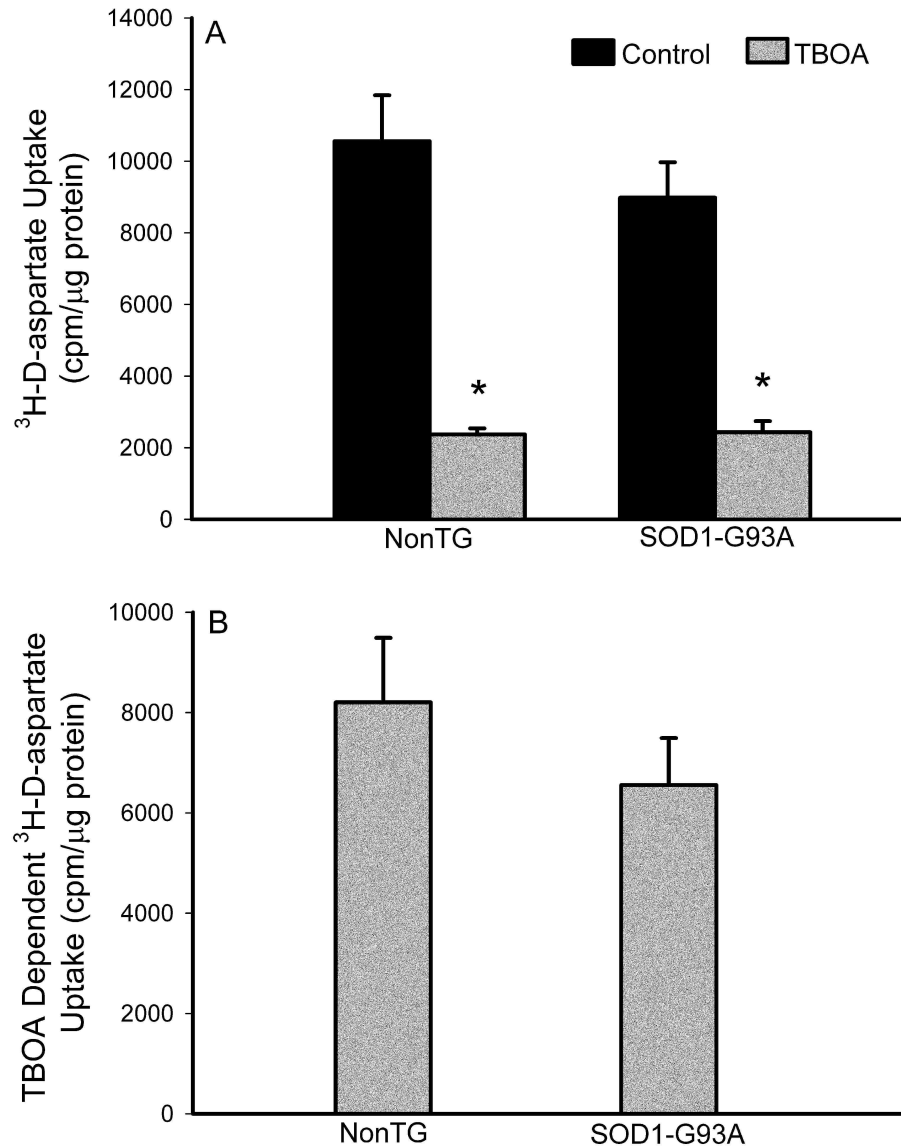 A
Control
TBOA
14000
12000
10000
8000
6000
4000
2000
0
³H-D-aspartate Uptake
(cpm/μg protein)
*
*
NonTG
SOD1-G93A
B
10000
8000
6000
4000
2000
0
TBOA Dependent ³H-D-aspartate
Uptake (cpm/μg protein)
NonTG
SOD1-G93A